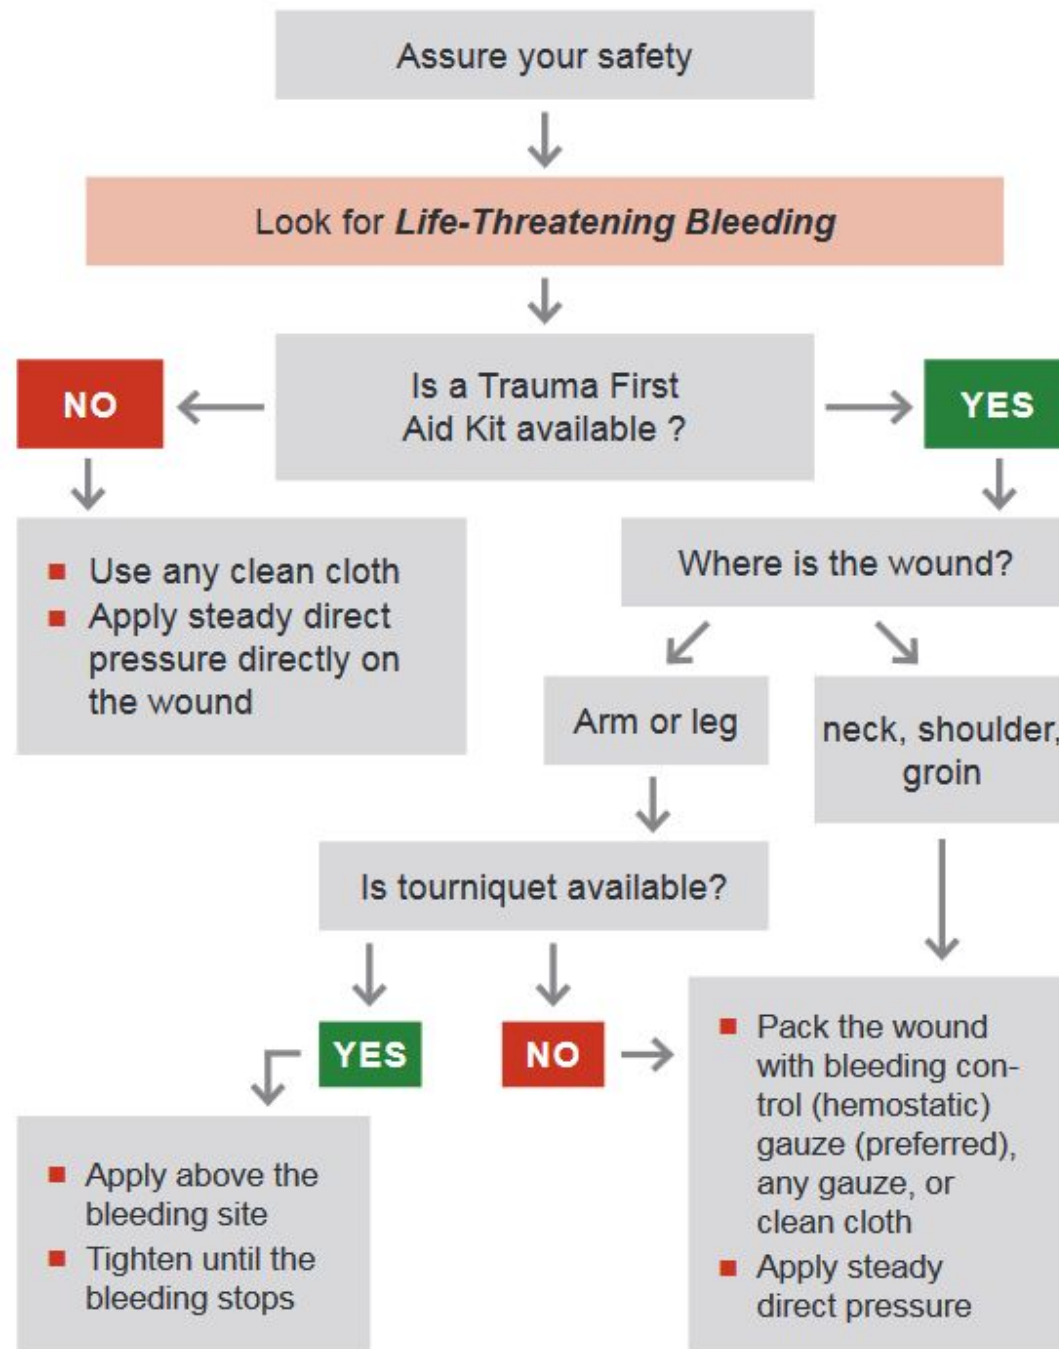 Assure your safety
Look for Life-Threatening Bleeding
Is a Trauma First
Aid Kit available ?
NO
YES
Use any clean cloth
Apply steady direct
pressure directly on
the wound
Where is the wound?
Arm or leg
neck, shoulder,
groin
Is tourniquet available?
YES
NO
Apply above the
bleeding site
Tighten until the
bleeding stops
Pack the wound
with bleeding con-
trol (hemostatic)
gauze (preferred),
any gauze, or
clean cloth
Apply steady
direct pressure